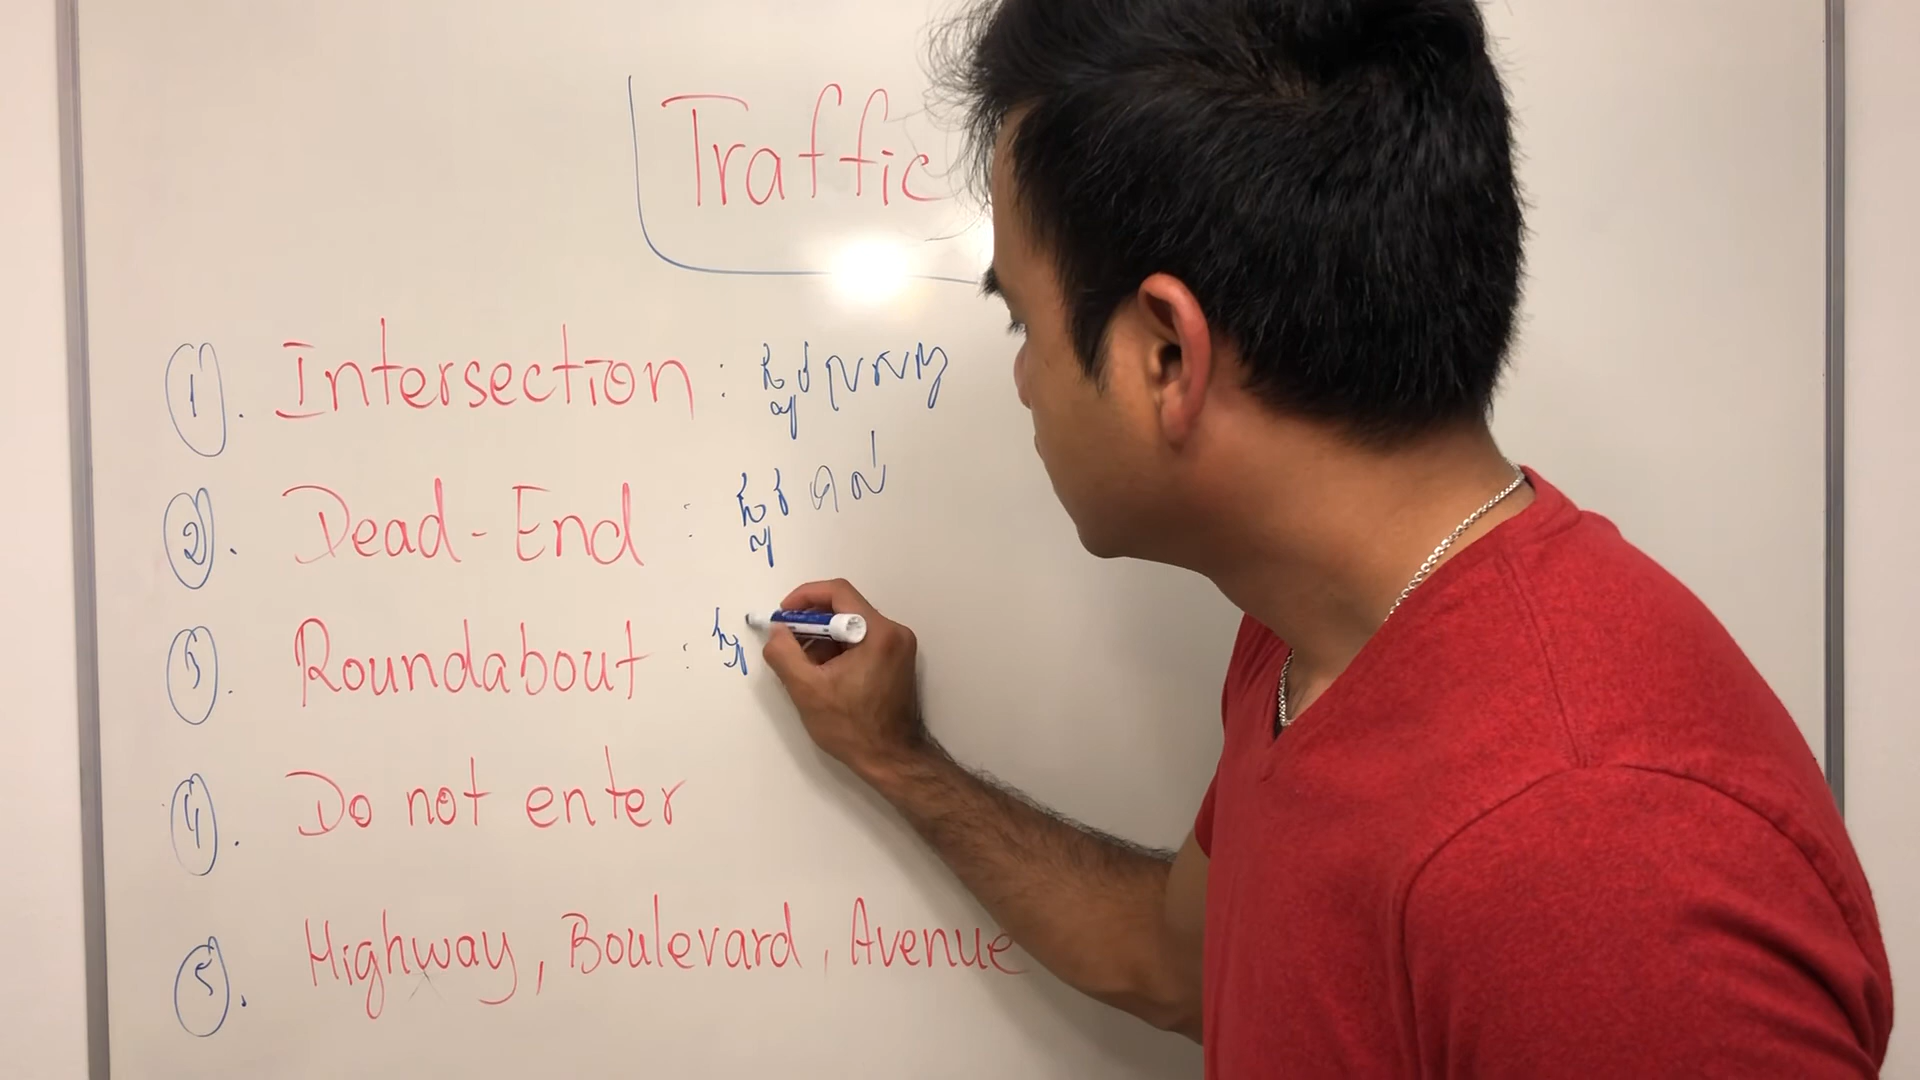 Traffic
①. Intersection :
②. Dead-End :
③. Roundabout :
④. Do not enter
⑤. Highway, Boulevard, Avenue